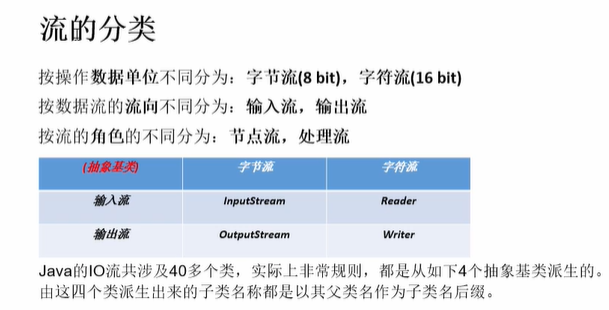 流的分类
按操作数据单位不同分为：字节流(8 bit)，字符流(16 bit)
按数据流的流向不同分为：输入流，输出流
按流的角色的不同分为：节点流，处理流
(抽象基类) 字节流 字符流
输入流 InputStream Reader
输出流 OutputStream Writer
Java的IO流共涉及40多个类，实际上非常规则，都是从如下4个抽象基类派生的。
由这四个类派生出来的子类名称都是以其父类名作为子类名后缀。